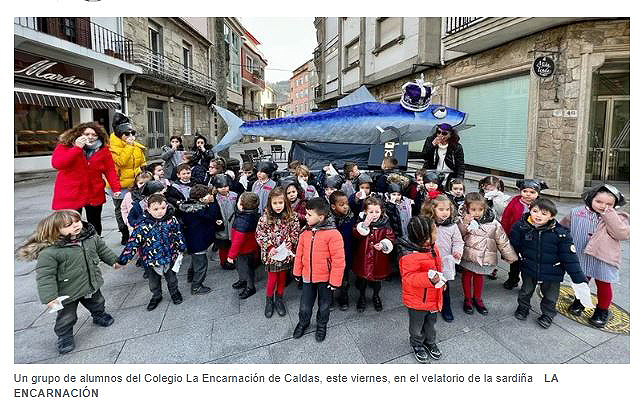 Marón
Un grupo de alumnos del Colegio La Encarnación de Caldas, este viernes, en el velatorio de la sardiña LA
ENCARNACIÓN